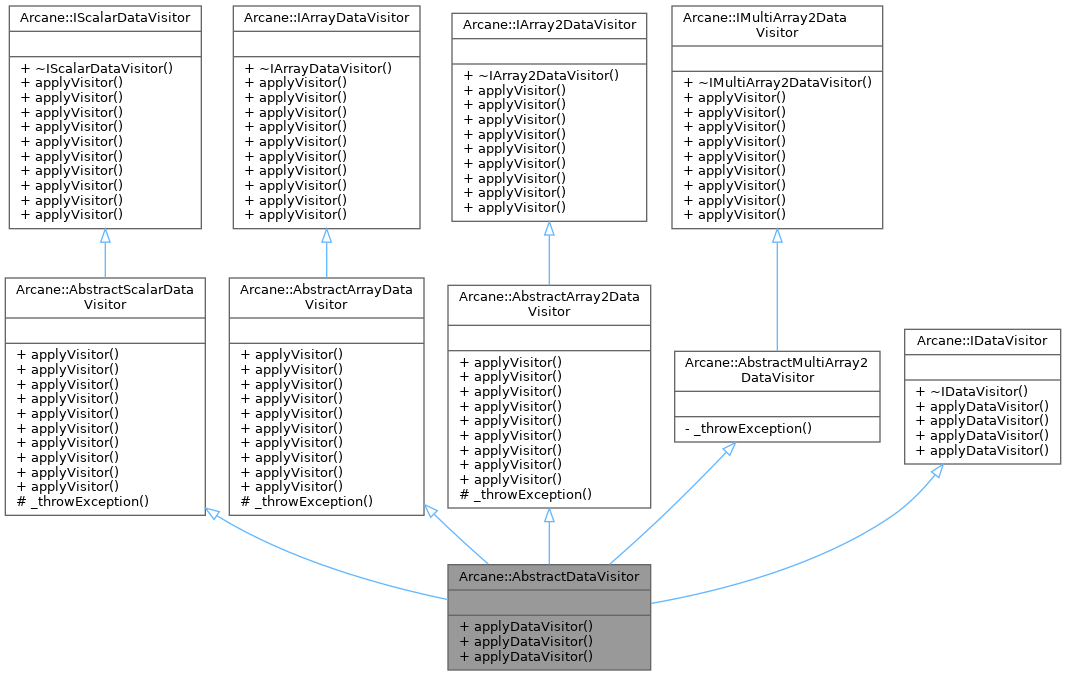 Arcane::IScalarDataVisitor
+ ~IScalarDataVisitor()
+ applyVisitor()
+ applyVisitor()
+ applyVisitor()
+ applyVisitor()
+ applyVisitor()
+ applyVisitor()
+ applyVisitor()
+ applyVisitor()
+ applyVisitor()
+ applyVisitor()
Arcane::IArrayDataVisitor
+ ~IArrayDataVisitor()
+ applyVisitor()
+ applyVisitor()
+ applyVisitor()
+ applyVisitor()
+ applyVisitor()
+ applyVisitor()
+ applyVisitor()
+ applyVisitor()
+ applyVisitor()
+ applyVisitor()
Arcane::IArray2DataVisitor
+ ~IArray2DataVisitor()
+ applyVisitor()
+ applyVisitor()
+ applyVisitor()
+ applyVisitor()
+ applyVisitor()
+ applyVisitor()
+ applyVisitor()
+ applyVisitor()
+ applyVisitor()
Arcane::IMultiArray2Data
Visitor
+ ~IMultiArray2DataVisitor()
+ applyVisitor()
+ applyVisitor()
+ applyVisitor()
+ applyVisitor()
+ applyVisitor()
+ applyVisitor()
+ applyVisitor()
+ applyVisitor()
+ applyVisitor()
Arcane::AbstractScalarData
Visitor
+ applyVisitor()
+ applyVisitor()
+ applyVisitor()
+ applyVisitor()
+ applyVisitor()
+ applyVisitor()
+ applyVisitor()
+ applyVisitor()
+ applyVisitor()
+ applyVisitor()
# _throwException()
Arcane::AbstractArrayData
Visitor
+ applyVisitor()
+ applyVisitor()
+ applyVisitor()
+ applyVisitor()
+ applyVisitor()
+ applyVisitor()
+ applyVisitor()
+ applyVisitor()
+ applyVisitor()
+ applyVisitor()
# _throwException()
Arcane::AbstractArray2Data
Visitor
+ applyVisitor()
+ applyVisitor()
+ applyVisitor()
+ applyVisitor()
+ applyVisitor()
+ applyVisitor()
+ applyVisitor()
+ applyVisitor()
+ applyVisitor()
# _throwException()
Arcane::AbstractMultiArray2
DataVisitor
- _throwException()
Arcane::IDataVisitor
+ ~IDataVisitor()
+ applyDataVisitor()
+ applyDataVisitor()
+ applyDataVisitor()
+ applyDataVisitor()
Arcane::AbstractDataVisitor
+ applyDataVisitor()
+ applyDataVisitor()
+ applyDataVisitor()